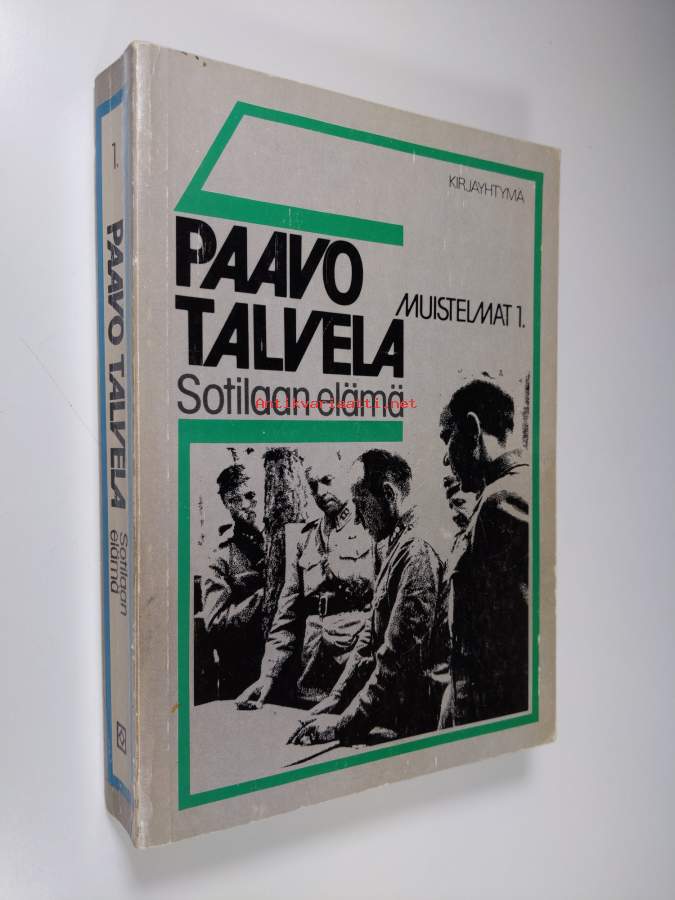 KIRJAYHTYMÄ
PAAVO
TALVELA
MUISTELMAT 1.
Sotilaan elämä
Antikvariaatti.net
1.
PAAVO TALVELA
Sotilaan
elämä